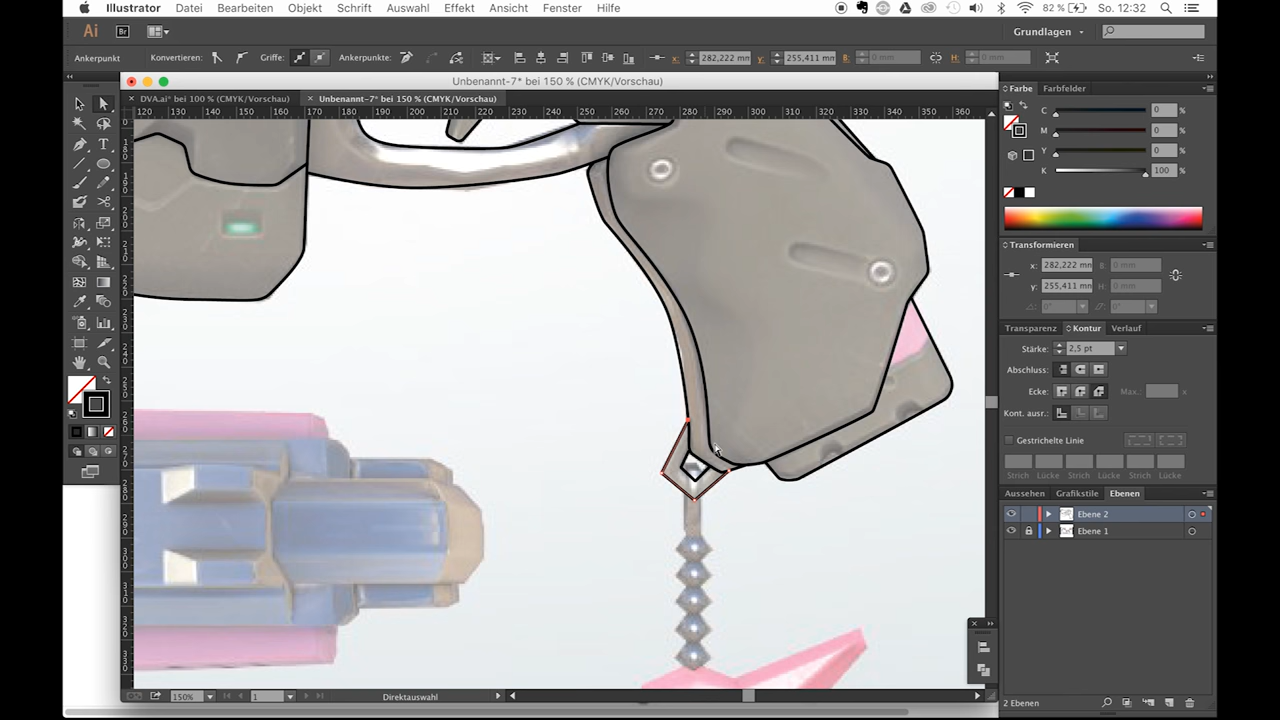 Illustrator Datei Bearbeiten Objekt Schrift Auswahl Effekt Ansicht Fenster Hilfe 82 % So. 12:32
Ai Br Grundlagen
Ankerpunkt Konvertieren: Griffe: Ankerpunkte: x: 282,222 mm y: 255,411 mm B: 0 mm H: 0 mm
Unbenannt-7* bei 150 % (CMYK/Vorschau)
× DVA.ai* bei 100 % (CMYK/Vorschau) × Unbenannt-7* bei 150 % (CMYK/Vorschau)
120 130 140 150 160 170 180 190 200 210 220 230 240 250 260 270 280 290 300 310 320 330 340 350 360
Farbe Farbfelder
C 0 %
M 0 %
Y 0 %
K 100 %
Transformieren
x: 282,222 mm B: 0 mm
y: 255,411 mm H: 0 mm
0° 0°
Transparenz Kontur Verlauf
Stärke: 2,5 pt
Abschluss:
Ecke: Max.: %
Kont. ausr.:
Gestrichelte Linie
Strich Lücke Strich Lücke Strich Lücke
Aussehen Grafikstile Ebenen
Ebene 2
Ebene 1
2 Ebenen
150% 1 Direktauswahl